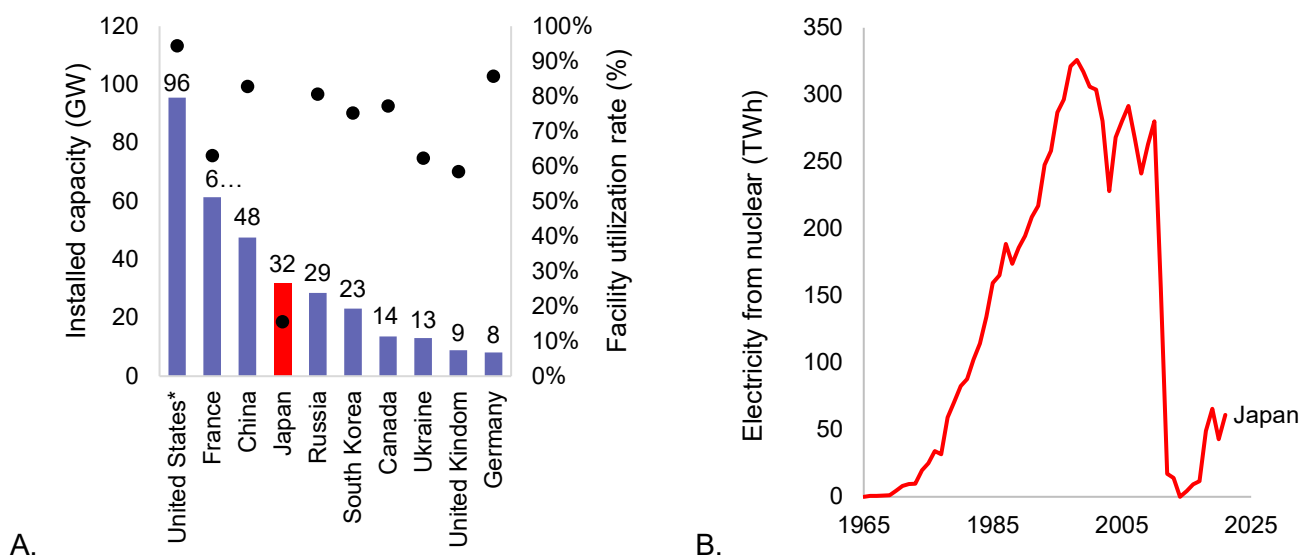 Installed capacity (GW)
120
100
80
60
40
20
0
96
6…
48
32
29
23
14
13
9
8
100%
90%
80%
70%
60%
50%
40%
30%
20%
10%
0%
Facility utilization rate (%)
United States*
France
China
Japan
Russia
South Korea
Canada
Ukraine
United Kindom
Germany
A.
Electricity from nuclear (TWh)
350
300
250
200
150
100
50
0
Japan
1965
1985
2005
2025
B.